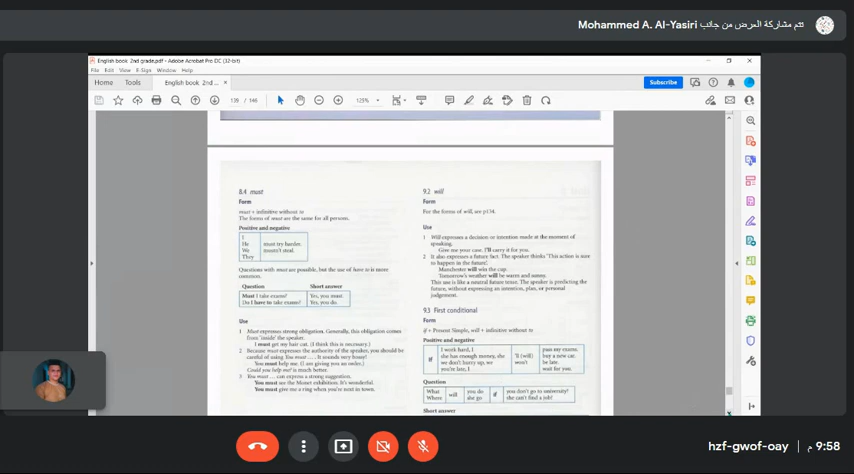 تتم مشاركة العرض من جانب Mohammed A. Al-Yasiri
English book 2nd grade.pdf - Adobe Acrobat Pro DC (32-bit)
File Edit View E-Sign Window Help
Home Tools English book 2nd ... ×
Subscribe
139 / 146 125%
8.4 must
Form
must + infinitive without to
The forms of must are the same for all persons.
Positive and negative
I
He
We
They
must try harder.
mustn't steal.
Questions with must are possible, but the use of have to is more
common.
Question Short answer
Must I take exams? Yes, you must.
Do I have to take exams? Yes, you do.
Use
1 Must expresses strong obligation. Generally, this obligation comes
from 'inside' the speaker.
I must get my hair cut. (I think this is necessary.)
2 Because must expresses the authority of the speaker, you should be
careful of using You must .... It sounds very bossy!
You must help me. (I am giving you an order.)
Could you help me? is much better.
3 You must ... can express a strong suggestion.
You must see the Monet exhibition. It's wonderful.
You must give me a ring when you're next in town.
9.2 will
Form
For the forms of will, see p134.
Use
1 Will expresses a decision or intention made at the moment of
speaking.
Give me your case. I'll carry it for you.
2 It also expresses a future fact. The speaker thinks 'This action is sure
to happen in the future'.
Manchester will win the cup.
Tomorrow's weather will be warm and sunny.
This use is like a neutral future tense. The speaker is predicting the
future, without expressing an intention, plan, or personal
judgement.
9.3 First conditional
Form
if + Present Simple, will + infinitive without to
Positive and negative
If
I work hard, I
she has enough money, she
we don't hurry up, we
you're late, I
'll (will)
won't
pass my exams.
buy a new car.
be late.
wait for you.
Question
What
Where
will
you do
she go
if
you don't go to university?
she can't find a job?
Short answer
hzf-gwof-oay | 9:58 م